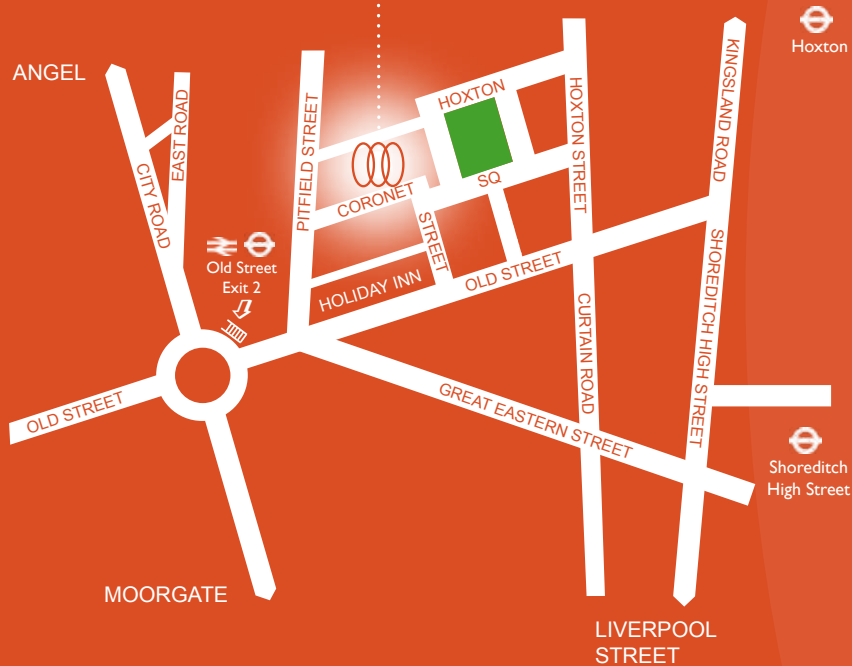 Hoxton
ANGEL
EAST ROAD
CITY ROAD
PITFIELD STREET
HOXTON
SQ
CORONET
STREET
HOXTON STREET
KINGSLAND ROAD
Old Street
Exit 2
HOLIDAY INN
OLD STREET
SHOREDITCH HIGH STREET
CURTAIN ROAD
OLD STREET
GREAT EASTERN STREET
Shoreditch
High Street
MOORGATE
LIVERPOOL
STREET